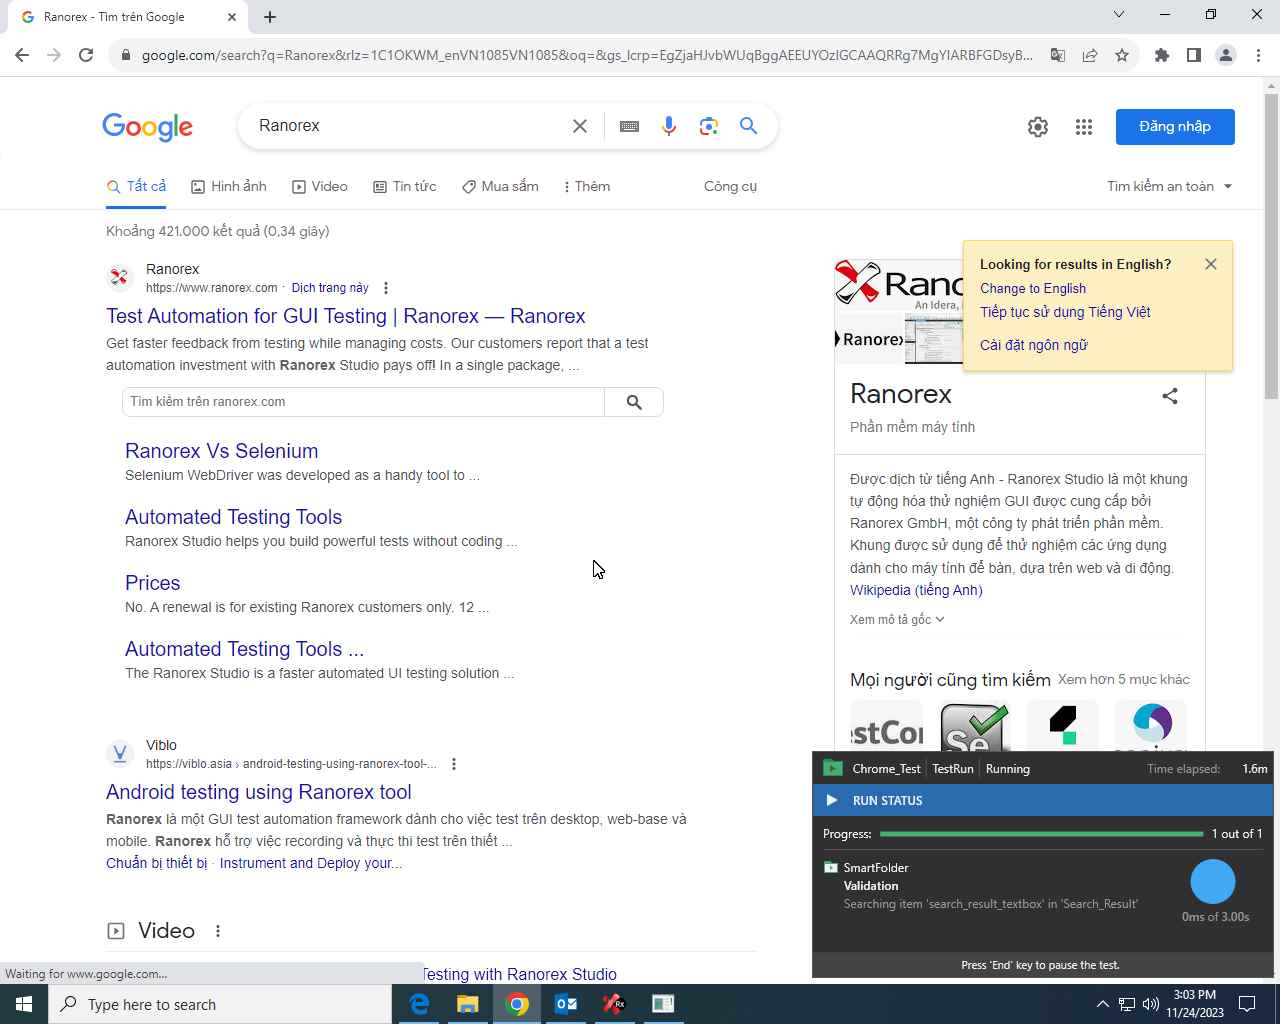 Ranorex - Tìm trên Google
google.com/search?q=Ranorex&rlz=1C1OKWM_enVN1085VN1085&oq=&gs_lcrp=EgZjaHJvbWUqBggAEEUYOzIGCAAQRRg7MgYIARBFGDsyB...
Google
Ranorex
Đăng nhập
Tất cả
Hình ảnh
Video
Tin tức
Mua sắm
Thêm
Công cụ
Tìm kiếm an toàn
Khoảng 421.000 kết quả (0,34 giây)
Ranorex
https://www.ranorex.com · Dịch trang này
Test Automation for GUI Testing | Ranorex — Ranorex
Get faster feedback from testing while managing costs. Our customers report that a test
automation investment with Ranorex Studio pays off! In a single package, ...
Tìm kiếm trên ranorex.com
Ranorex Vs Selenium
Selenium WebDriver was developed as a handy tool to ...
Automated Testing Tools
Ranorex Studio helps you build powerful tests without coding ...
Prices
No. A renewal is for existing Ranorex customers only. 12 ...
Automated Testing Tools ...
The Ranorex Studio is a faster automated UI testing solution ...
Viblo
https://viblo.asia › android-testing-using-ranorex-tool-...
Android testing using Ranorex tool
Ranorex là một GUI test automation framework dành cho việc test trên desktop, web-base và
mobile. Ranorex hỗ trợ việc recording và thực thi test trên thiết ...
Chuẩn bị thiết bị · Instrument and Deploy your...
Video
Testing with Ranorex Studio
Waiting for www.google.com...
Looking for results in English?
Change to English
Tiếp tục sử dụng Tiếng Việt
Cài đặt ngôn ngữ
An Idera,
Ranorex
Ranorex
Phần mềm máy tính
Được dịch từ tiếng Anh - Ranorex Studio là một khung
tự động hóa thử nghiệm GUI được cung cấp bởi
Ranorex GmbH, một công ty phát triển phần mềm.
Khung được sử dụng để thử nghiệm các ứng dụng
dành cho máy tính để bàn, dựa trên web và di động.
Wikipedia (tiếng Anh)
Xem mô tả gốc
Mọi người cũng tìm kiếm
Xem hơn 5 mục khác
Se
Chrome_Test
TestRun
Running
Time elapsed: 1.6m
RUN STATUS
Progress: 1 out of 1
SmartFolder
Validation
Searching item 'search_result_textbox' in 'Search_Result'
0ms of 3.00s
Press 'End' key to pause the test.
Type here to search
Rx
3:03 PM
11/24/2023